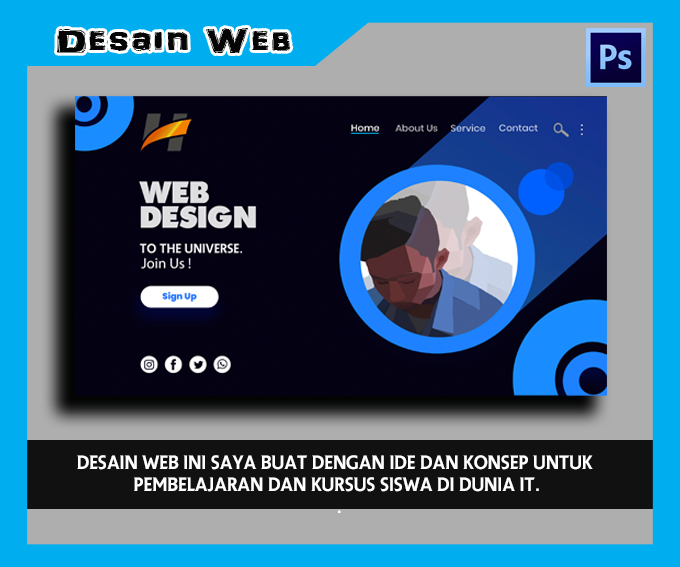 Desain Web
Ps
H
Home About Us Service Contact
WEB
DESIGN
TO THE UNIVERSE.
Join Us !
Sign Up
DESAIN WEB INI SAYA BUAT DENGAN IDE DAN KONSEP UNTUK
PEMBELAJARAN DAN KURSUS SISWA DI DUNIA IT.
.